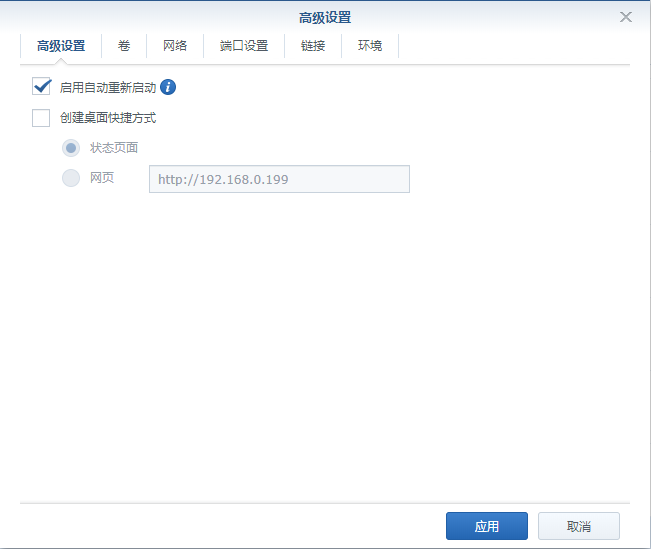 高级设置
高级设置 卷 网络 端口设置 链接 环境
启用自动重新启动 i
创建桌面快捷方式
状态页面
网页 http://192.168.0.199
应用 取消